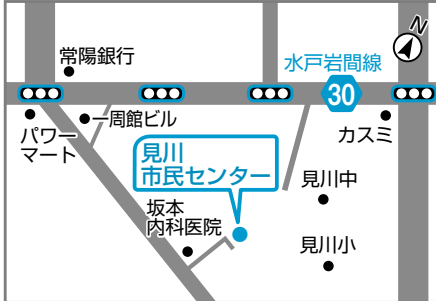 N
常陽銀行
水戸岩間線
30
パワー
マート
一周館ビル
カスミ
見川
市民センター
見川中
坂本
内科医院
見川小